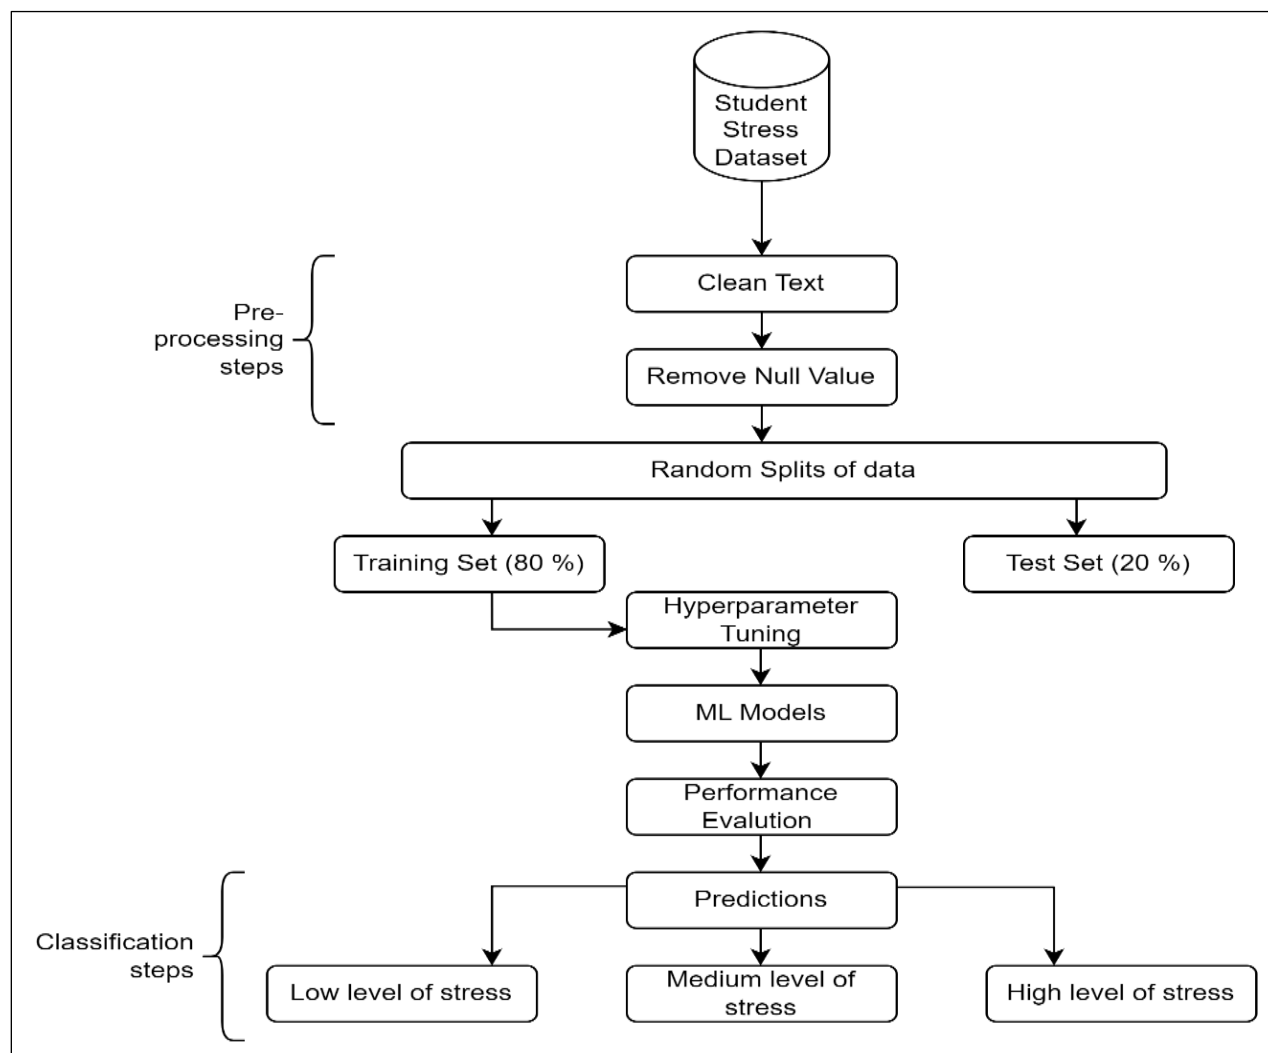 Student
Stress
Dataset
Clean Text
Pre-
processing
steps
Remove Null Value
Random Splits of data
Training Set (80 %)
Test Set (20 %)
Hyperparameter
Tuning
ML Models
Performance
Evalution
Predictions
Classification
steps
Low level of stress
Medium level of
stress
High level of stress